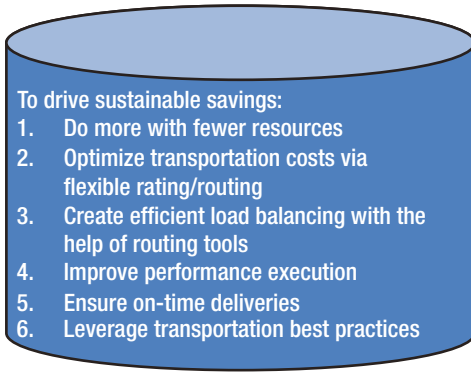 To drive sustainable savings:
1. Do more with fewer resources
2. Optimize transportation costs via
flexible rating/routing
3. Create efficient load balancing with the
help of routing tools
4. Improve performance execution
5. Ensure on-time deliveries
6. Leverage transportation best practices